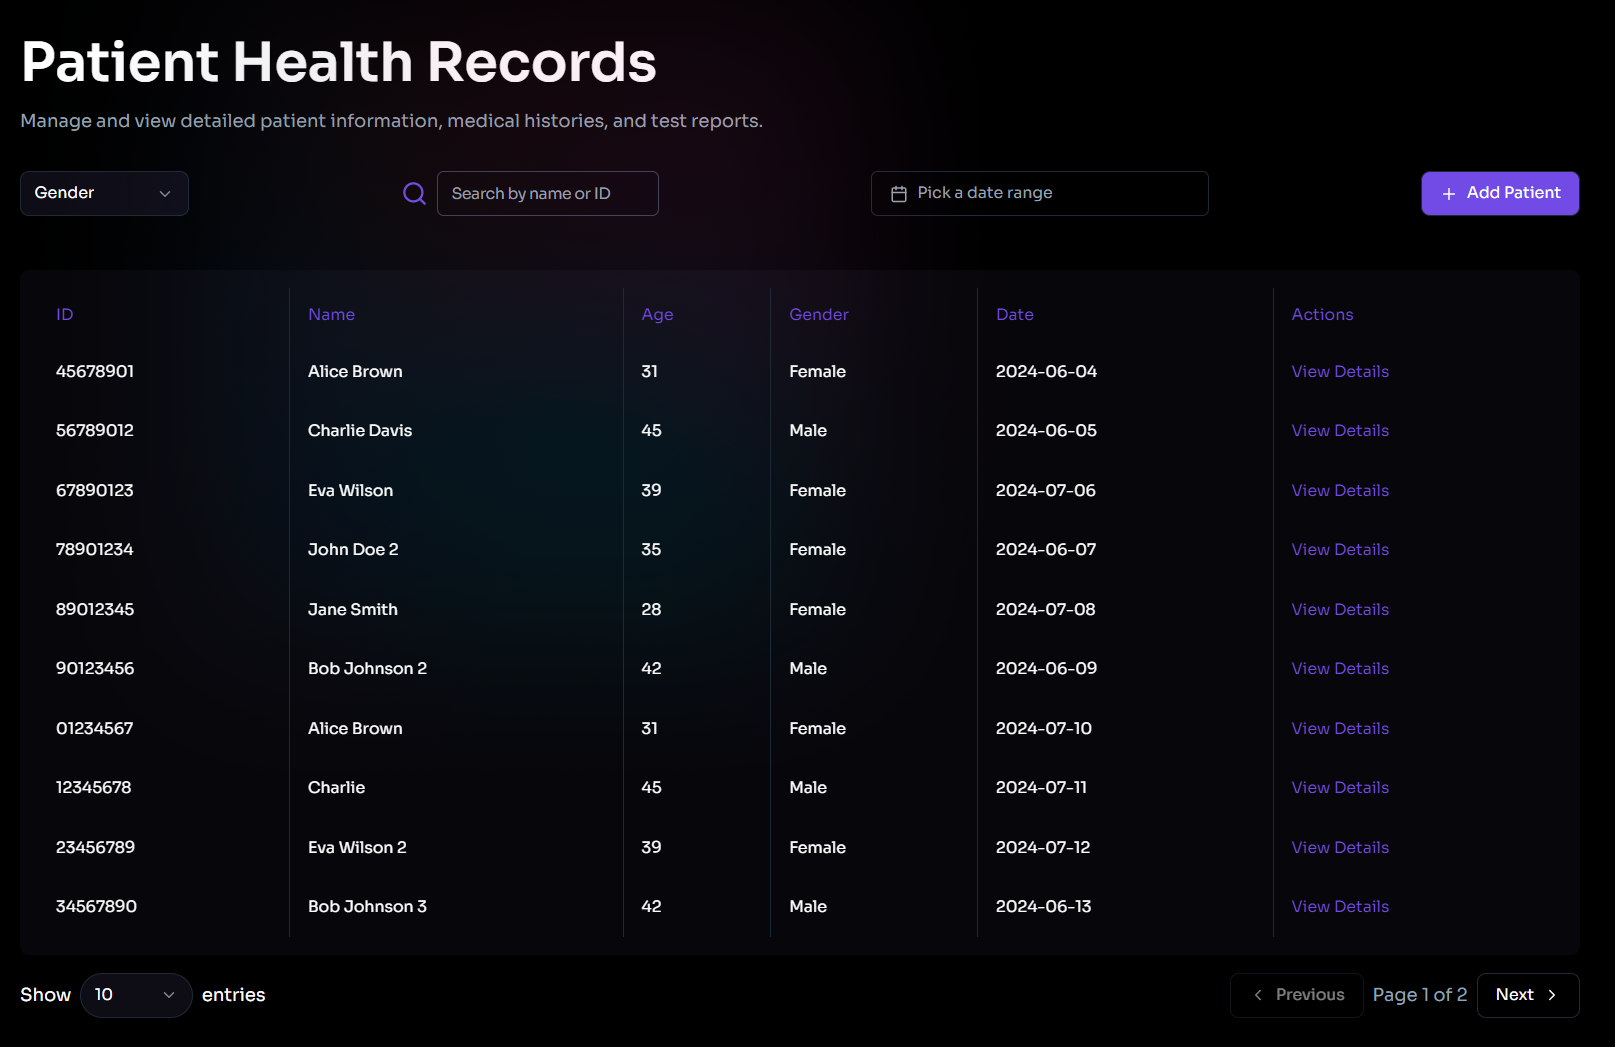 Patient Health Records
Manage and view detailed patient information, medical histories, and test reports.
Gender Search by name or ID Pick a date range + Add Patient
ID Name Age Gender Date Actions
45678901 Alice Brown 31 Female 2024-06-04 View Details
56789012 Charlie Davis 45 Male 2024-06-05 View Details
67890123 Eva Wilson 39 Female 2024-07-06 View Details
78901234 John Doe 2 35 Female 2024-06-07 View Details
89012345 Jane Smith 28 Female 2024-07-08 View Details
90123456 Bob Johnson 2 42 Male 2024-06-09 View Details
01234567 Alice Brown 31 Female 2024-07-10 View Details
12345678 Charlie 45 Male 2024-07-11 View Details
23456789 Eva Wilson 2 39 Female 2024-07-12 View Details
34567890 Bob Johnson 3 42 Male 2024-06-13 View Details
Show 10 entries Previous Page 1 of 2 Next